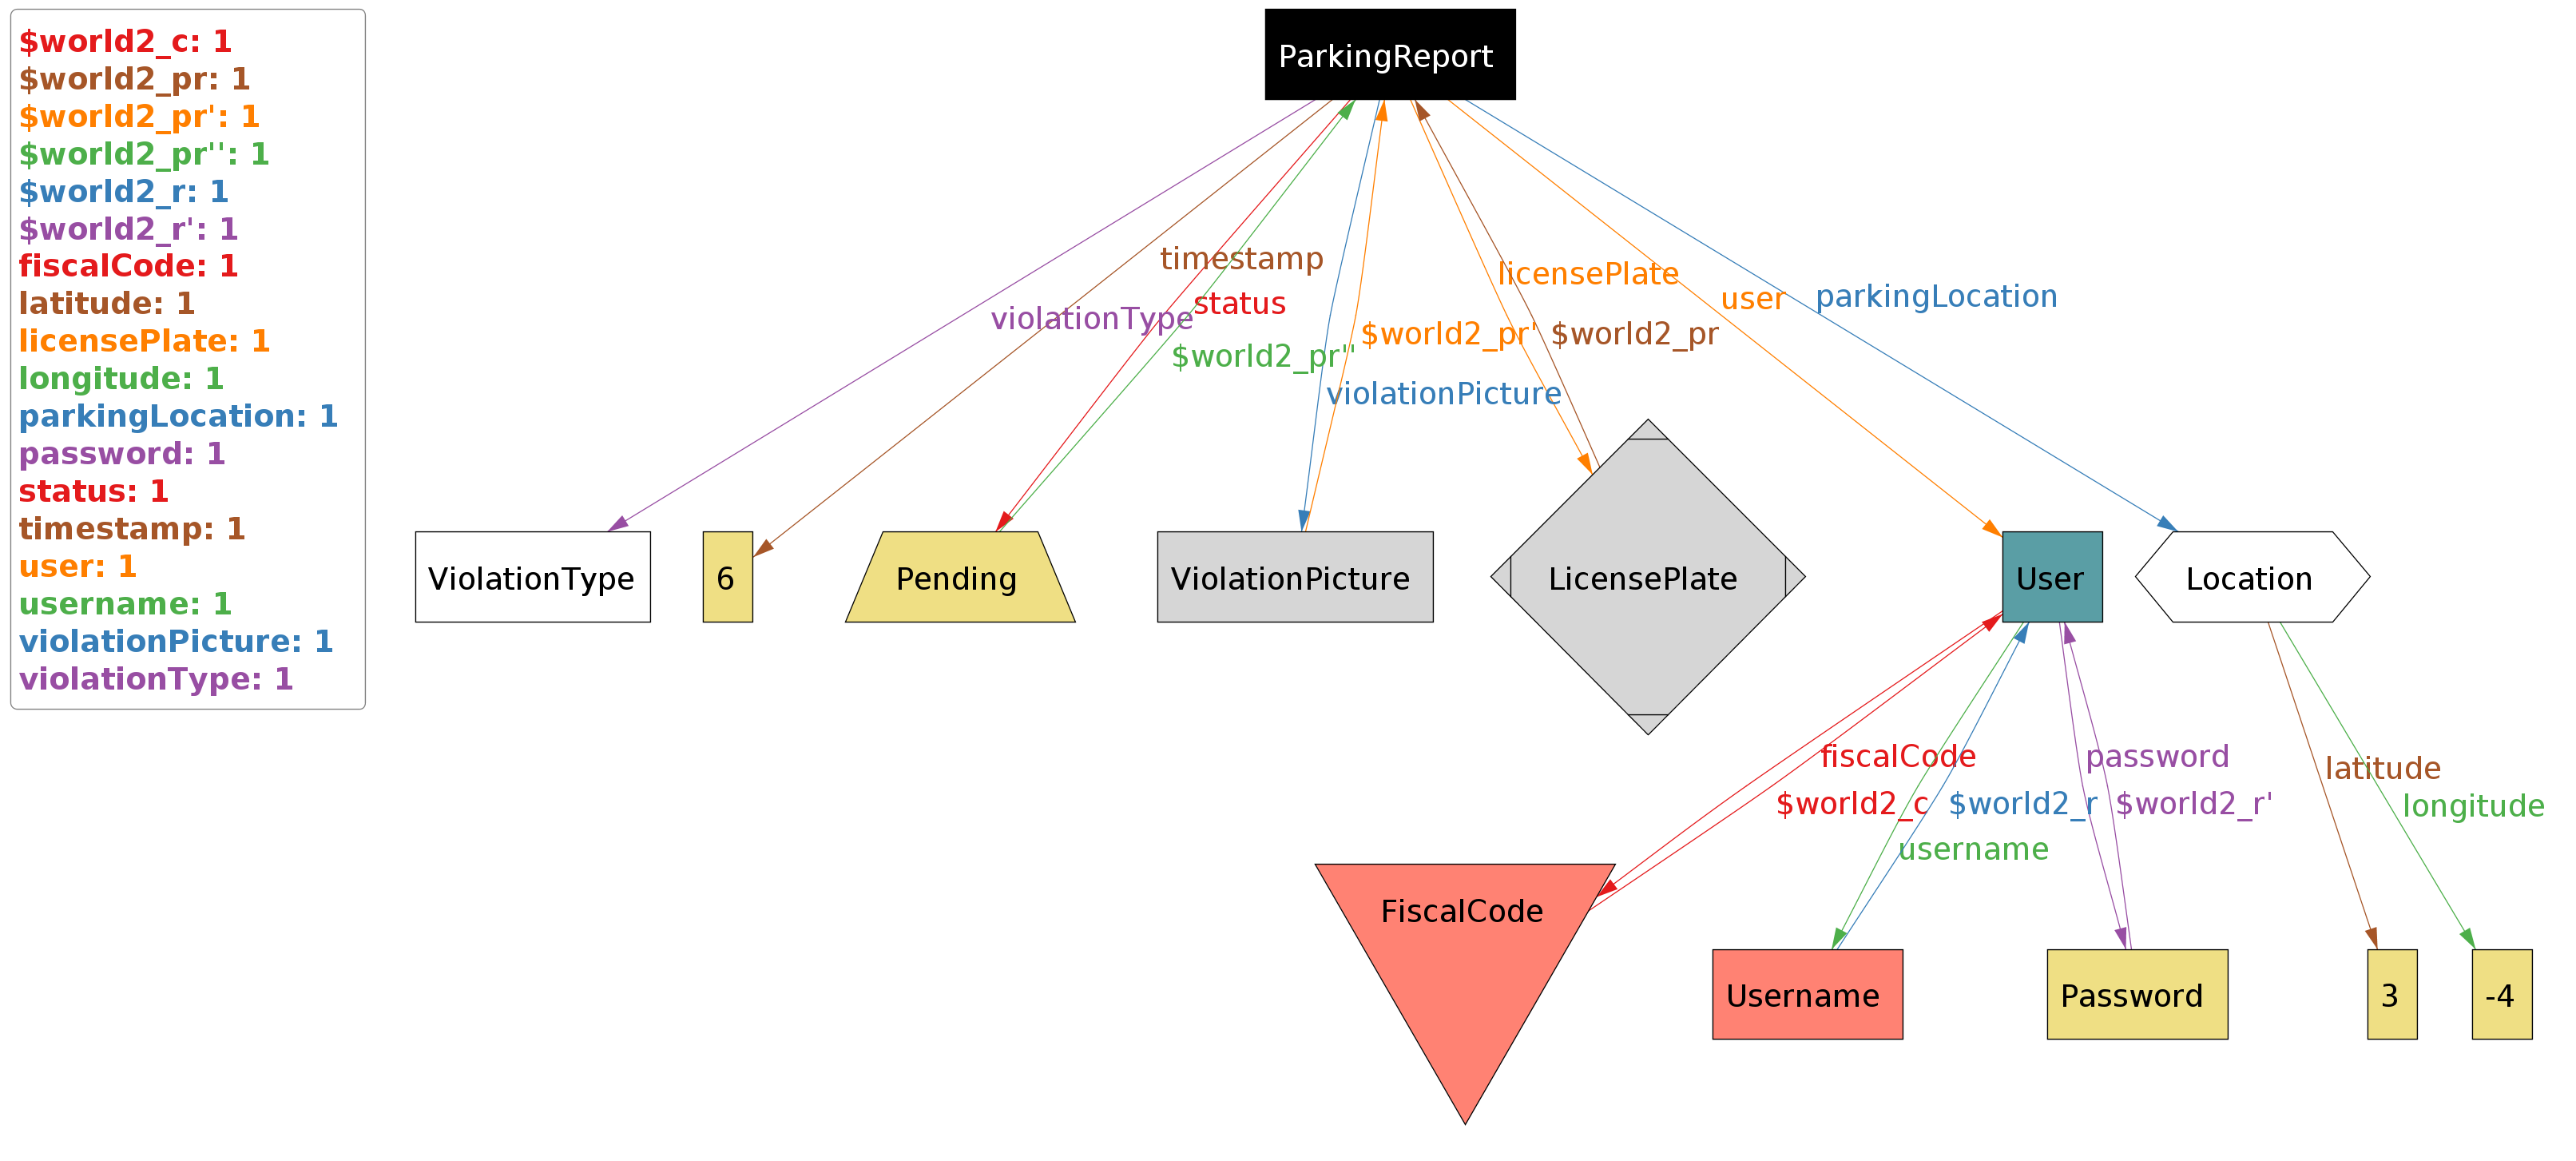 $world2_c: 1
$world2_pr: 1
$world2_pr': 1
$world2_pr'': 1
$world2_r: 1
$world2_r': 1
fiscalCode: 1
latitude: 1
licensePlate: 1
longitude: 1
parkingLocation: 1
password: 1
status: 1
timestamp: 1
user: 1
username: 1
violationPicture: 1
violationType: 1
ParkingReport
timestamp
licensePlate
user
parkingLocation
violationType
status
$world2_pr'
$world2_pr
$world2_pr''
violationPicture
ViolationType
6
Pending
ViolationPicture
LicensePlate
User
Location
fiscalCode
password
latitude
$world2_c
$world2_r
$world2_r'
longitude
username
FiscalCode
Username
Password
3
-4